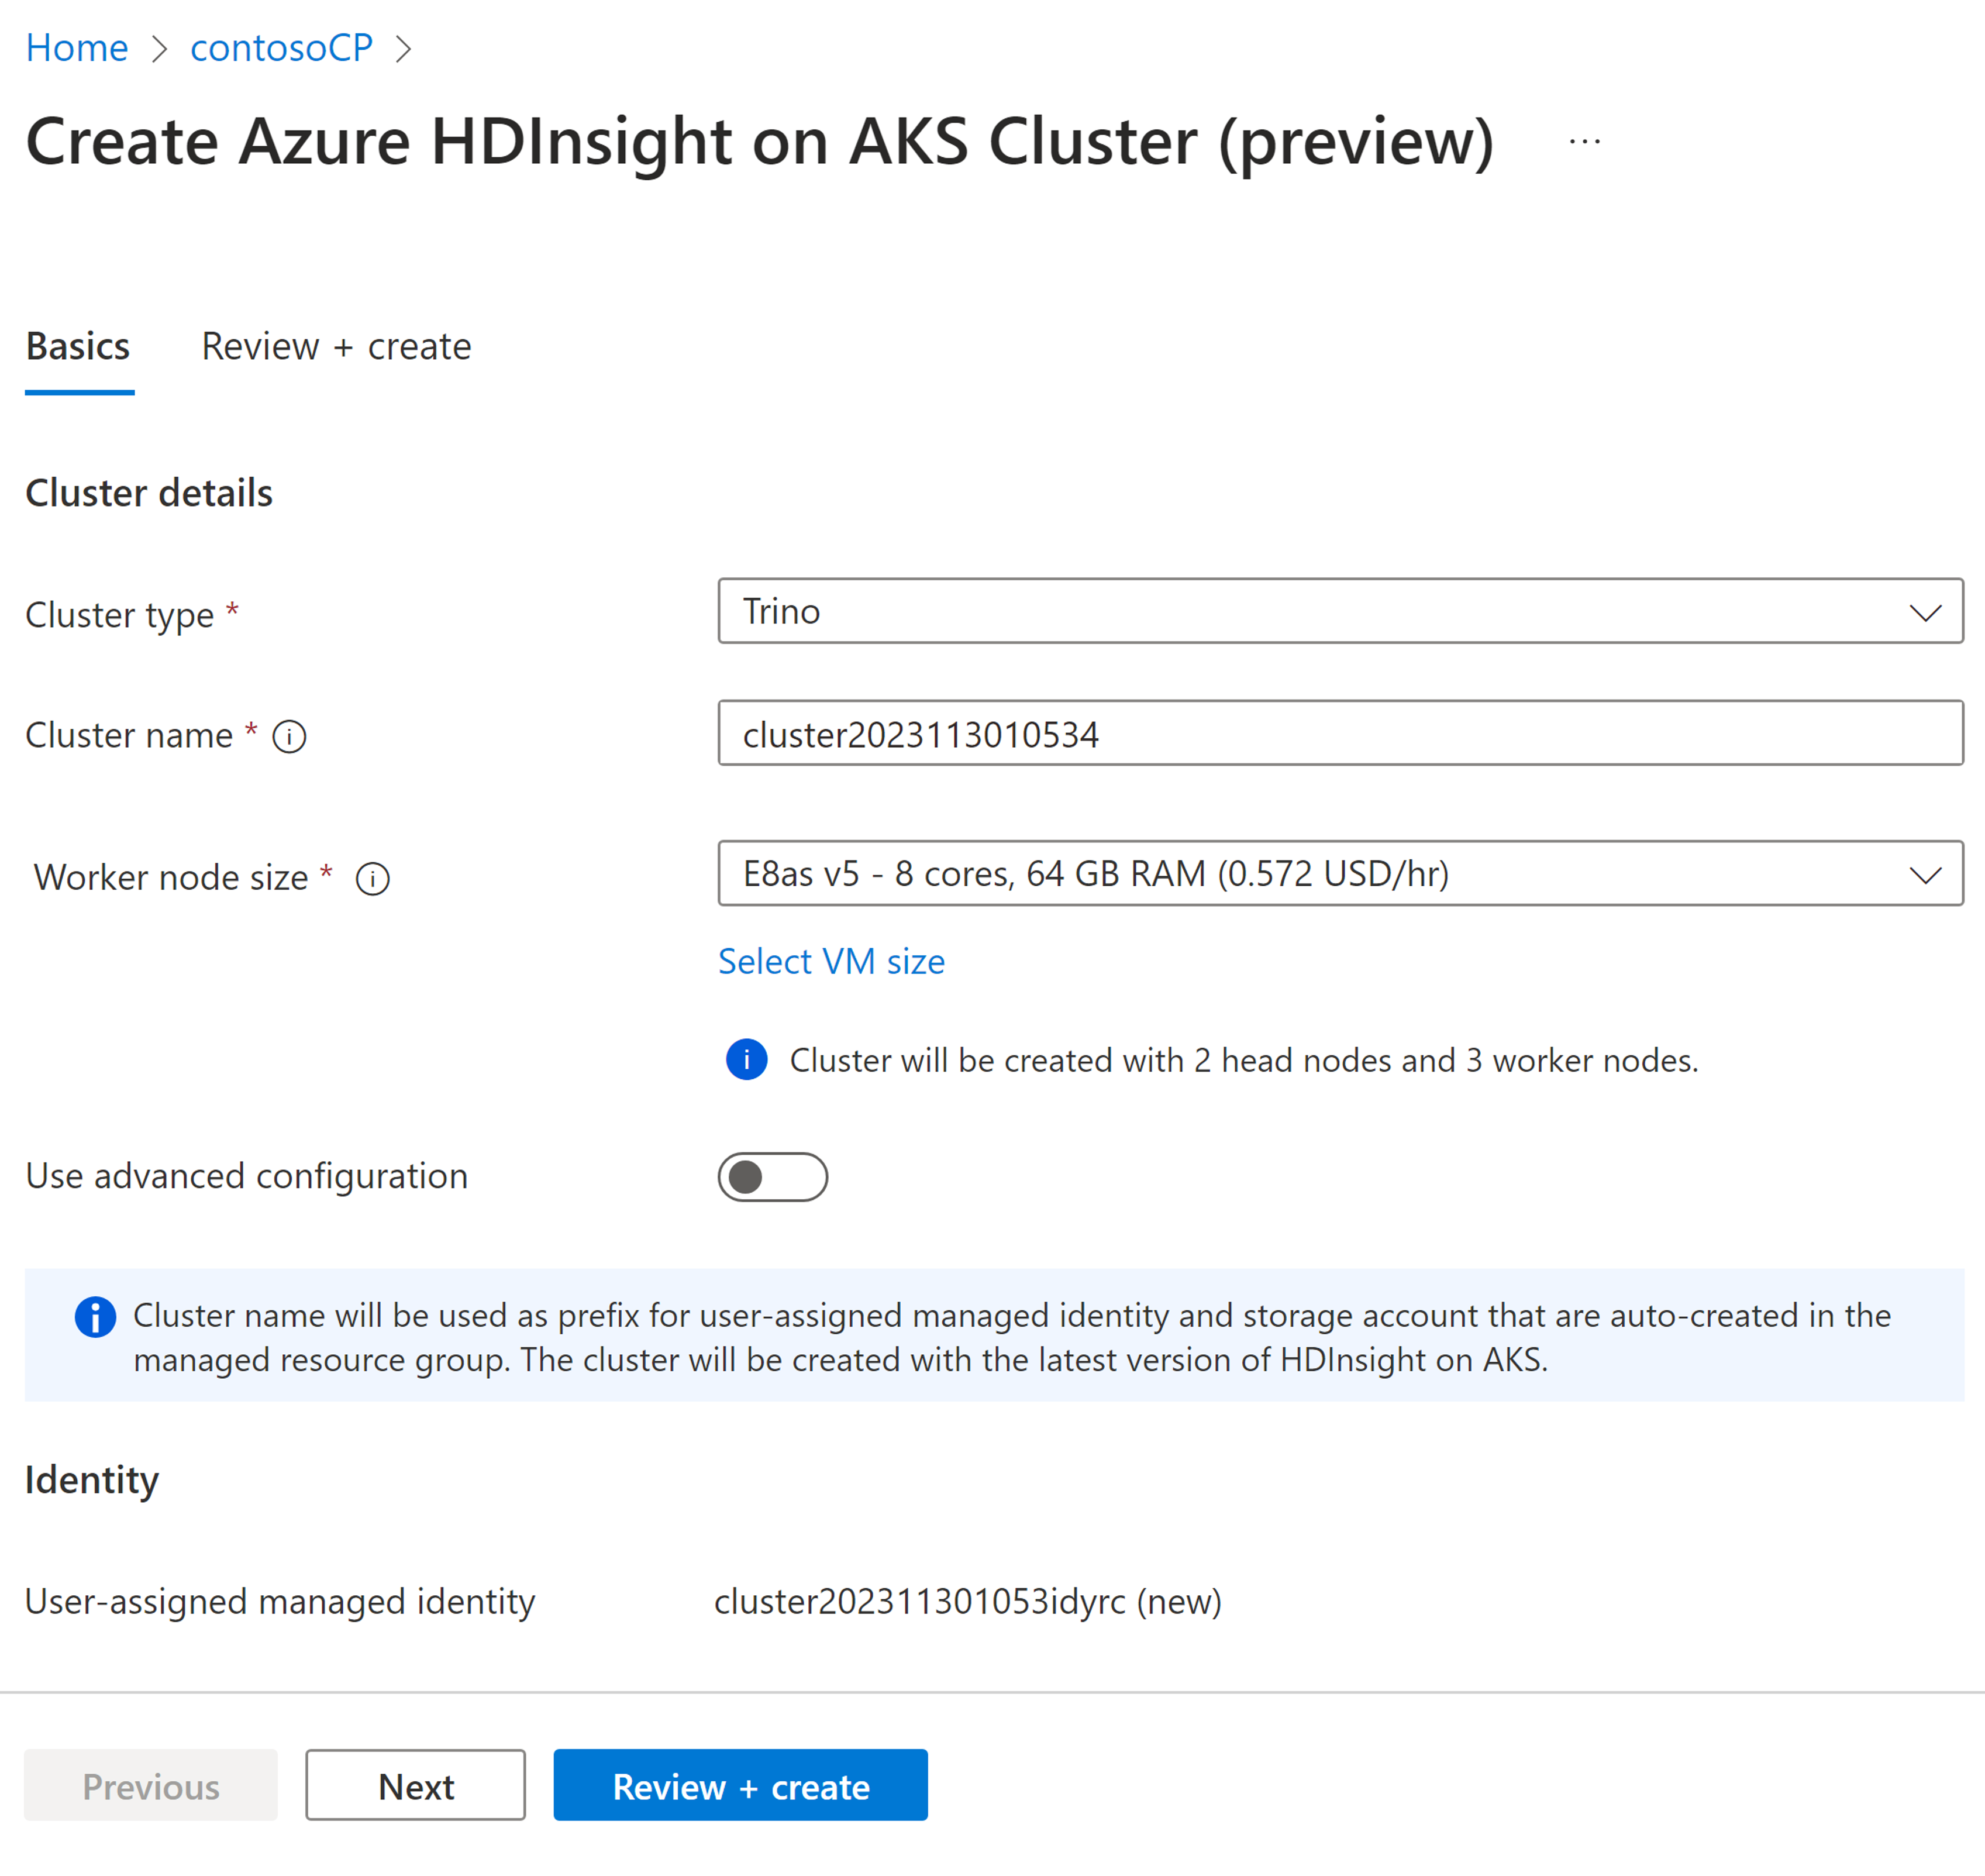 Home > contosoCP >
Create Azure HDInsight on AKS Cluster (preview) ...
Basics Review + create
Cluster details
Cluster type * Trino
Cluster name * cluster2023113010534
Worker node size * E8as v5 - 8 cores, 64 GB RAM (0.572 USD/hr)
Select VM size
Cluster will be created with 2 head nodes and 3 worker nodes.
Use advanced configuration
Cluster name will be used as prefix for user-assigned managed identity and storage account that are auto-created in the
managed resource group. The cluster will be created with the latest version of HDInsight on AKS.
Identity
User-assigned managed identity cluster202311301053idyrc (new)
Previous Next Review + create